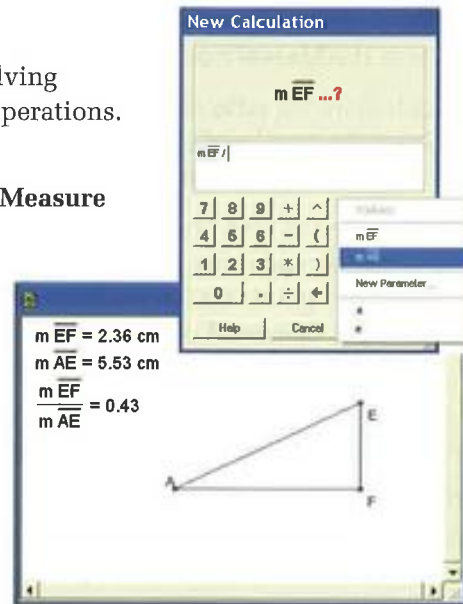 New Calculation
lving
perations.
Measure
m EF ...?
m EF /
7 8 9 + ^
4 5 6 - (
1 2 3 * )
0 . ÷ ←
Help Cancel
m EF
m AE
New Parameter...
m EF = 2.36 cm
m AE = 5.53 cm
m EF
m AE
= 0.43
E
A
F